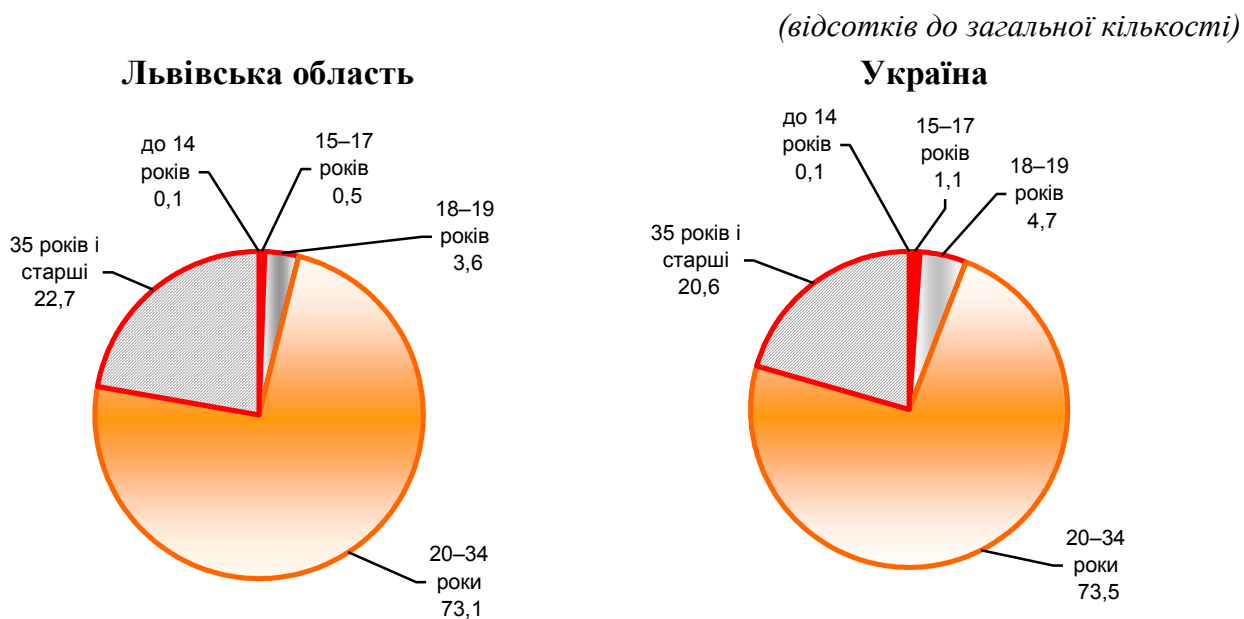 (відсотків до загальної кількості)
Львівська область
до 14
років
0,1
15–17
років
0,5
18–19
років
3,6
35 років і
старші
22,7
20–34
роки
73,1
Україна
до 14
років
0,1
15–17
років
1,1
18–19
років
4,7
35 років і
старші
20,6
20–34
роки
73,5